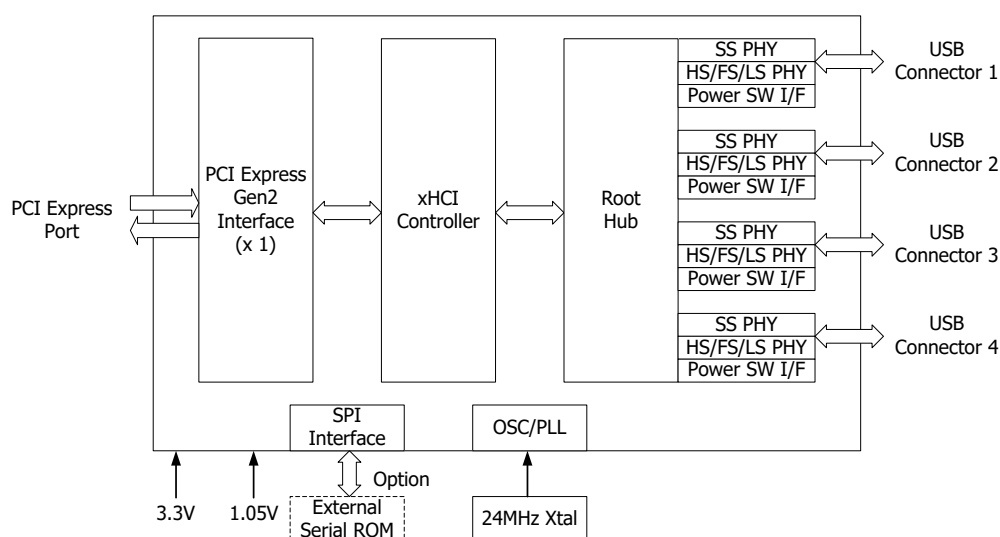 PCI Express
Port
PCI Express
Gen2
Interface
(x 1)
xHCI
Controller
Root
Hub
SS PHY
HS/FS/LS PHY
Power SW I/F
USB
Connector 1
SS PHY
HS/FS/LS PHY
Power SW I/F
USB
Connector 2
SS PHY
HS/FS/LS PHY
Power SW I/F
USB
Connector 3
SS PHY
HS/FS/LS PHY
Power SW I/F
USB
Connector 4
SPI
Interface
OSC/PLL
Option
3.3V
1.05V
External
Serial ROM
24MHz Xtal